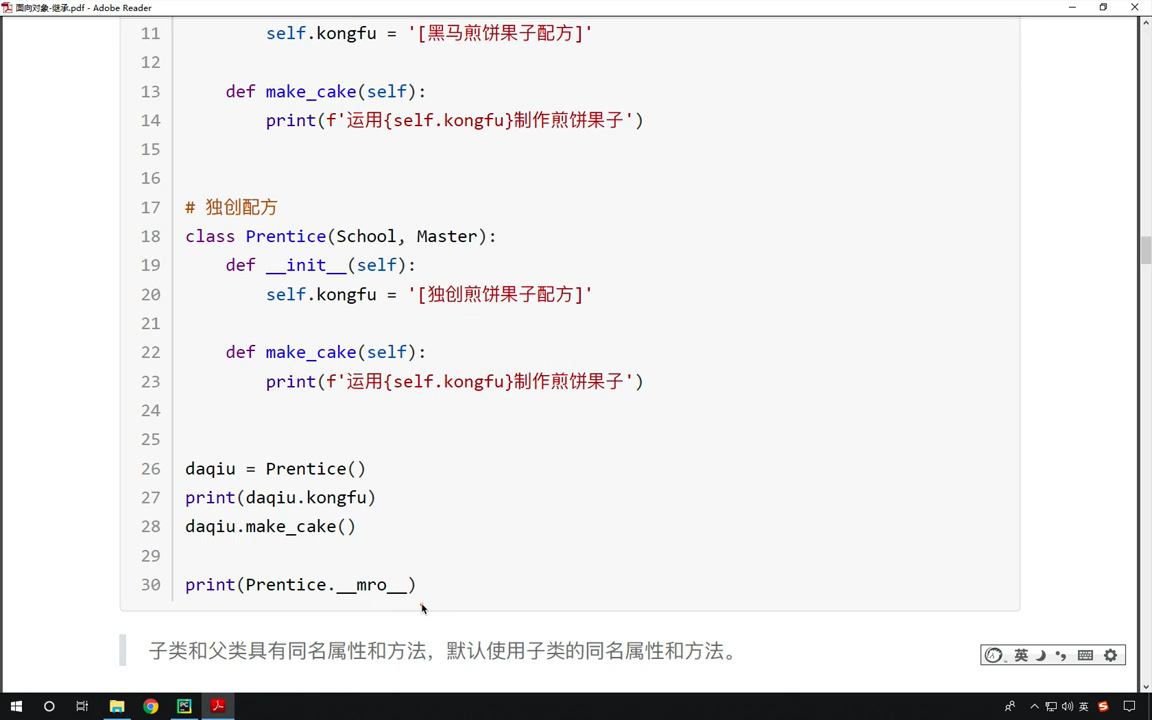 面向对象-继承.pdf - Adobe Reader
11 self.kongfu = '[黑马煎饼果子配方]'
12
13 def make_cake(self):
14 print(f'运用{self.kongfu}制作煎饼果子')
15
16
17 # 独创配方
18 class Prentice(School, Master):
19 def __init__(self):
20 self.kongfu = '[独创煎饼果子配方]'
21
22 def make_cake(self):
23 print(f'运用{self.kongfu}制作煎饼果子')
24
25
26 daqiu = Prentice()
27 print(daqiu.kongfu)
28 daqiu.make_cake()
29
30 print(Prentice.__mro__)
子类和父类具有同名属性和方法，默认使用子类的同名属性和方法。
英
PC
英